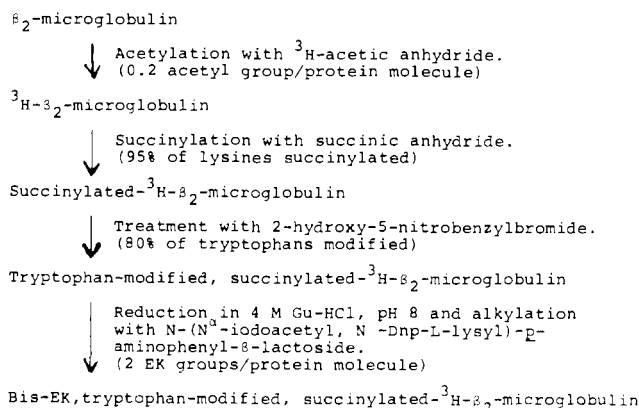 β₂-microglobulin
Acetylation with ³H-acetic anhydride.
(0.2 acetyl group/protein molecule)
³H-β₂-microglobulin
Succinylation with succinic anhydride.
(95% of lysines succinylated)
Succinylated-³H-β₂-microglobulin
Treatment with 2-hydroxy-5-nitrobenzylbromide.
(80% of tryptophans modified)
Tryptophan-modified, succinylated-³H-β₂-microglobulin
Reduction in 4 M Gu-HCl, pH 8 and alkylation
with N-(Nᵅ-iodoacetyl, N -Dnp-L-lysyl)-p-
aminophenyl-β-lactoside.
(2 EK groups/protein molecule)
Bis-EK,tryptophan-modified, succinylated-³H-β₂-microglobulin